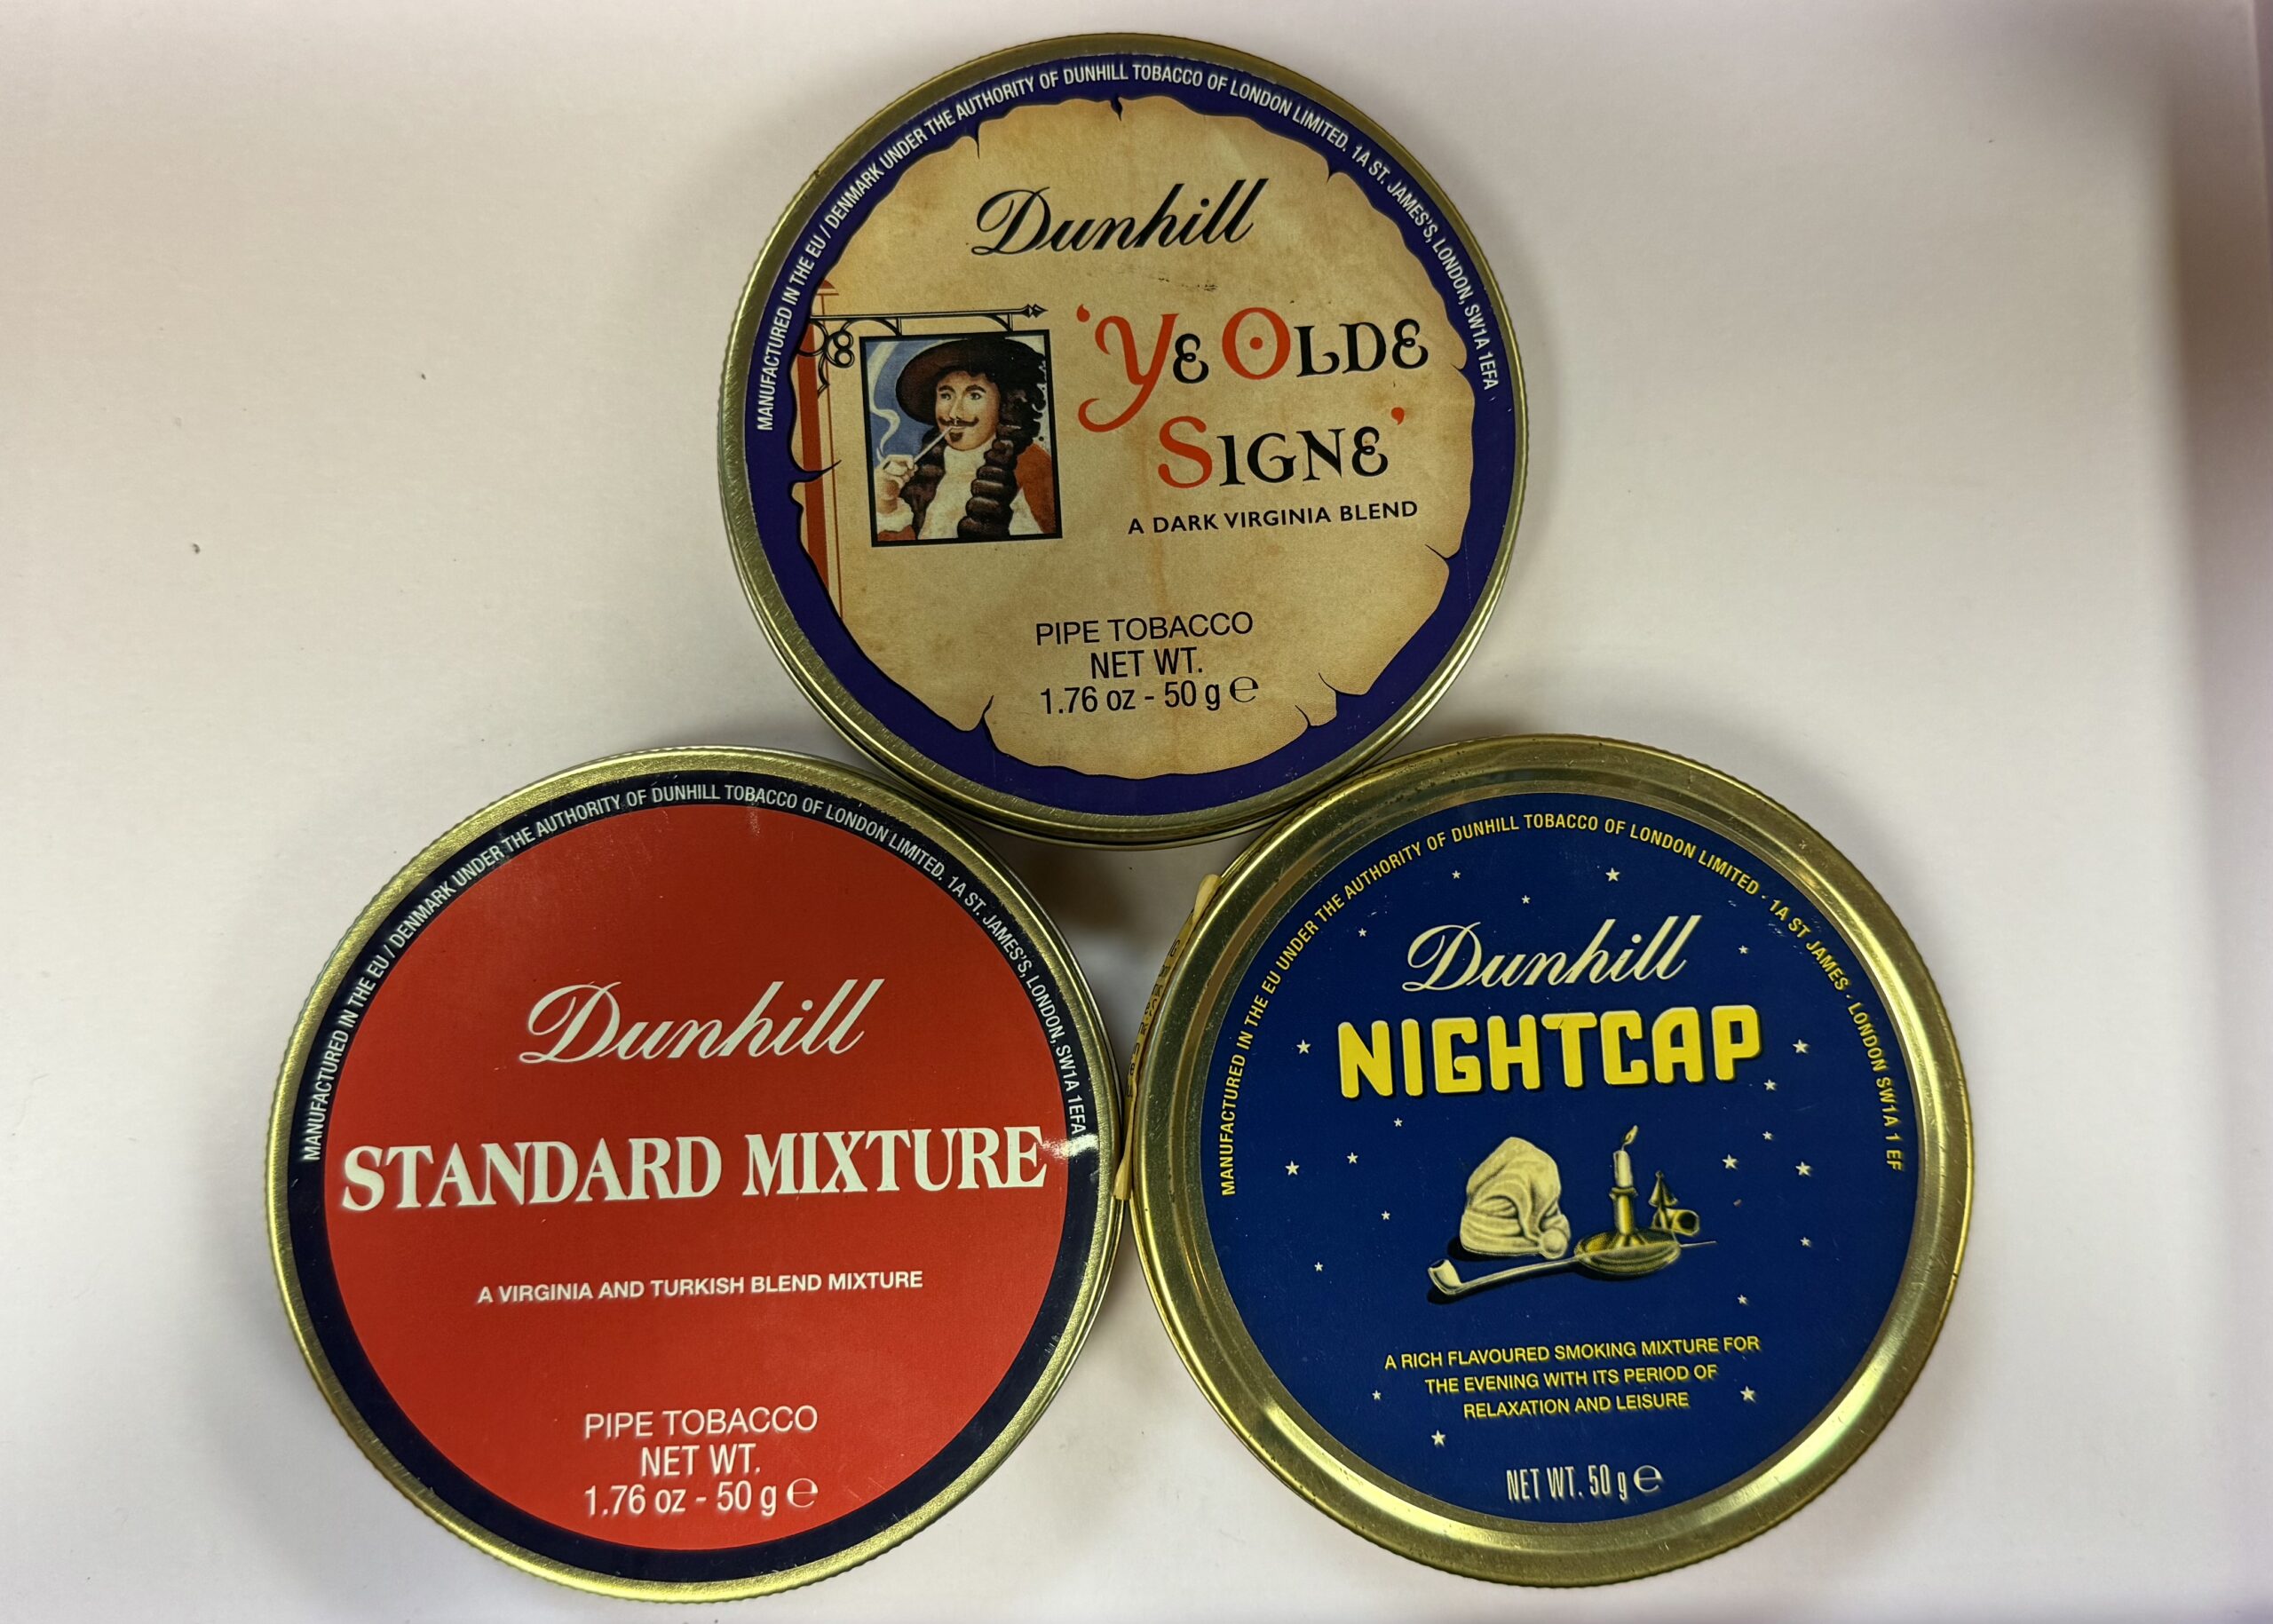 MANUFACTURED IN THE EU / DENMARK UNDER THE AUTHORITY OF DUNHILL TOBACCO OF LONDON LIMITED. 1A ST. JAMES'S, LONDON, SW1A 1EFA
Dunhill
'YE OLDE
SIGNE'
A DARK VIRGINIA BLEND
PIPE TOBACCO
NET WT.
1.76 oz - 50 g ℮
MANUFACTURED IN THE EU / DENMARK UNDER THE AUTHORITY OF DUNHILL TOBACCO OF LONDON LIMITED. 1A ST. JAMES'S, LONDON, SW1A 1EFA
Dunhill
STANDARD MIXTURE
A VIRGINIA AND TURKISH BLEND MIXTURE
PIPE TOBACCO
NET WT.
1.76 oz - 50 g ℮
MANUFACTURED IN THE EU UNDER THE AUTHORITY OF DUNHILL TOBACCO OF LONDON LIMITED · 1A ST JAMES · LONDON SW1A 1 EF
Dunhill
NIGHTCAP
A RICH FLAVOURED SMOKING MIXTURE FOR
THE EVENING WITH ITS PERIOD OF
RELAXATION AND LEISURE
NET WT. 50 g ℮